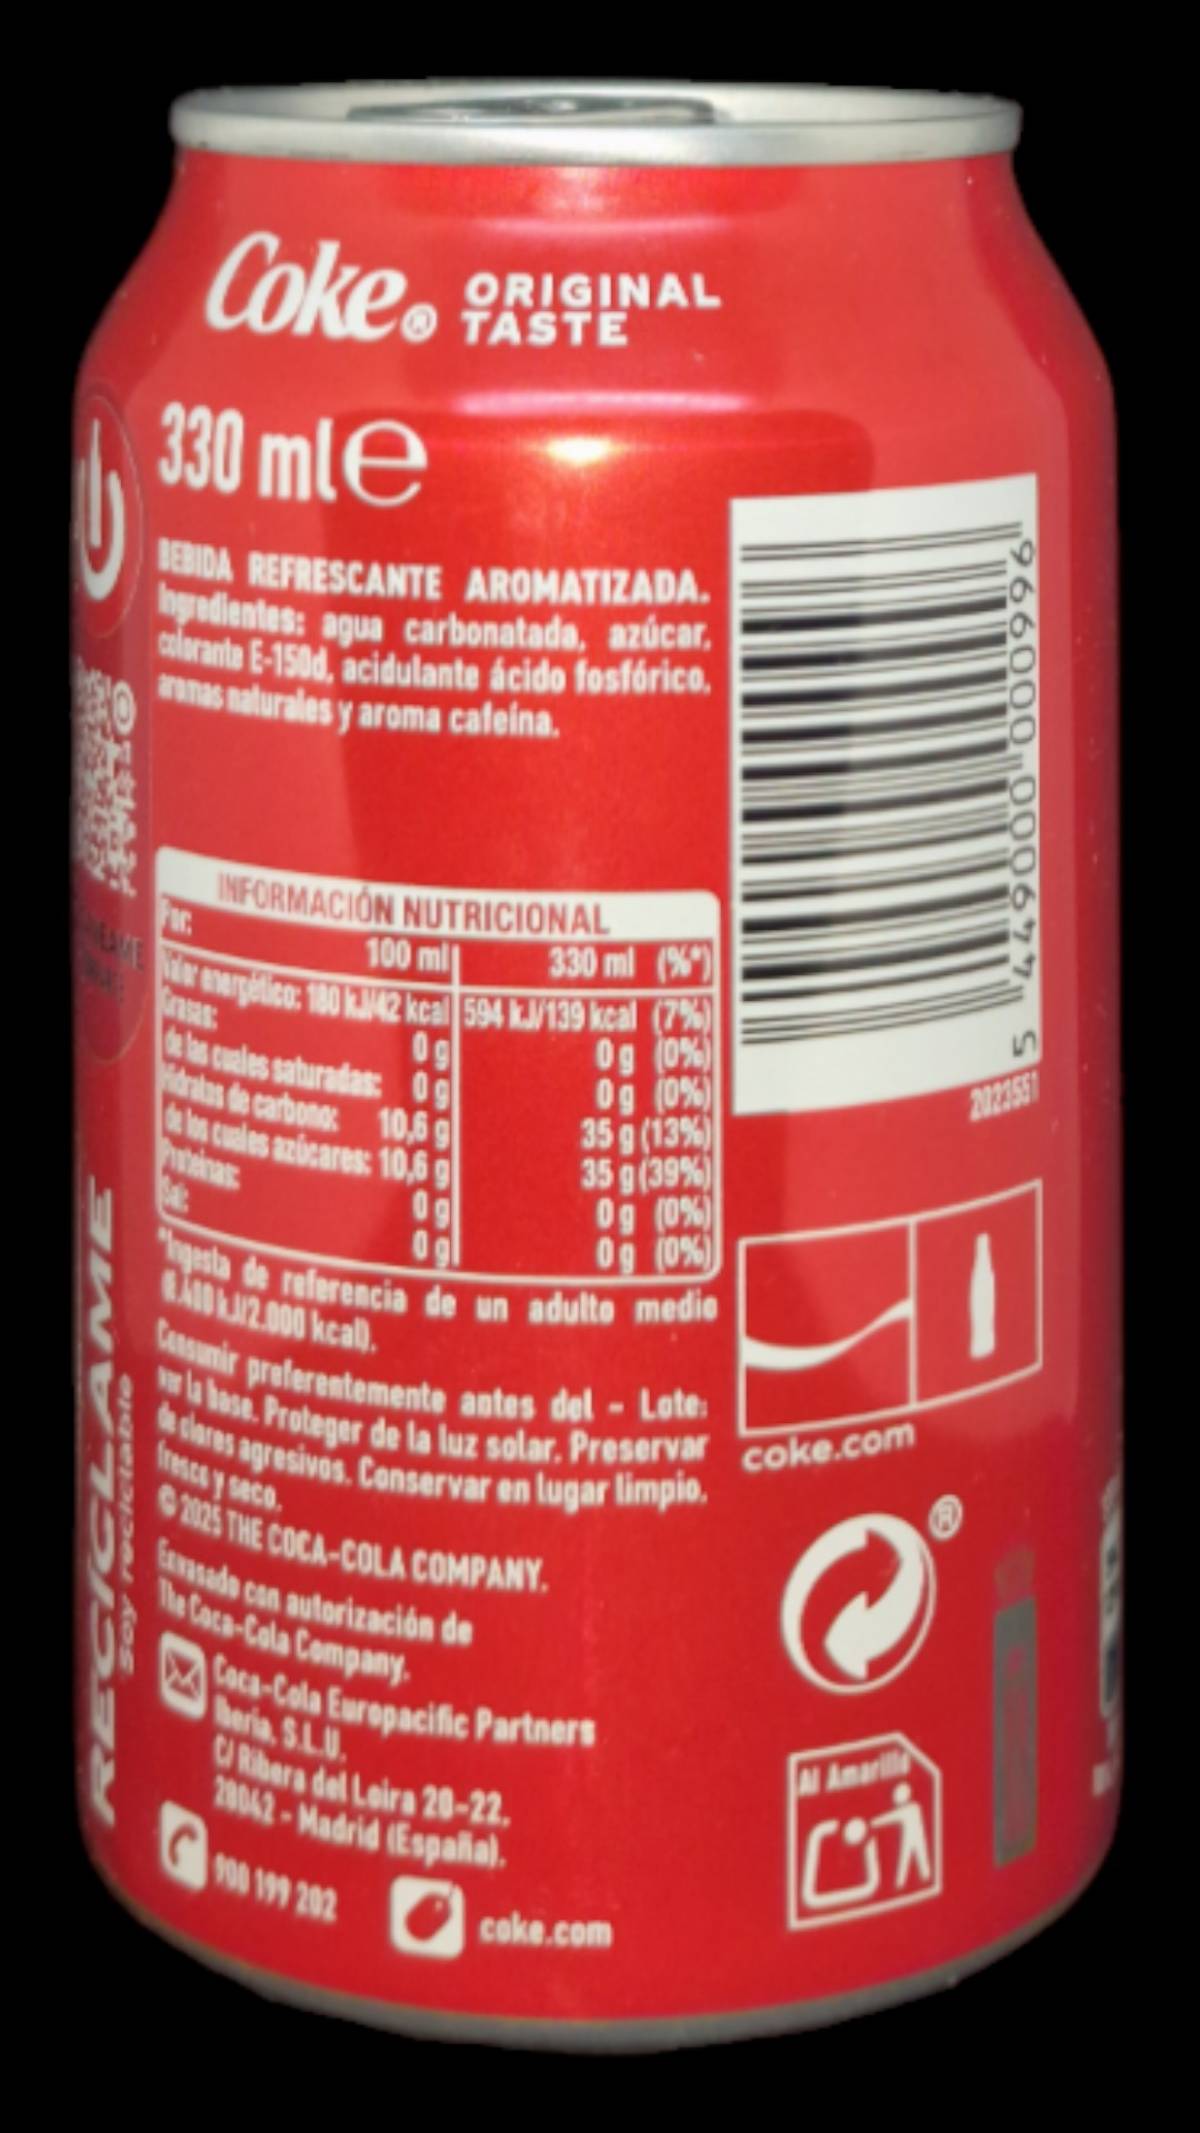 Coke®
ORIGINAL
TASTE
330 ml e
BEBIDA REFRESCANTE AROMATIZADA.
Ingredientes: agua carbonatada, azúcar,
colorante E-150d, acidulante ácido fosfórico,
aromas naturales y aroma cafeína.
INFORMACIÓN NUTRICIONAL
Por: 100 ml 330 ml (%*)
Valor energético: 180 kJ/42 kcal 594 kJ/139 kcal (7%)
Grasas: 0 g 0 g (0%)
de las cuales saturadas: 0 g 0 g (0%)
Hidratos de carbono: 10,6 g 35 g (13%)
de los cuales azúcares: 10,6 g 35 g (39%)
Proteínas: 0 g 0 g (0%)
Sal: 0 g 0 g (0%)
*Ingesta de referencia de un adulto medio
(8.400 kJ/2.000 kcal).
Consumir preferentemente antes del - Lote:
ver la base. Proteger de la luz solar. Preservar
de olores agresivos. Conservar en lugar limpio,
fresco y seco.
© 2025 THE COCA-COLA COMPANY.
Envasado con autorización de
The Coca-Cola Company.
Coca-Cola Europacific Partners
Iberia, S.L.U.
C/ Ribera del Loira 20-22.
28042 - Madrid (España).
900 199 202
coke.com
5 449000 000996
2023551
coke.com
®
Al Amarillo
RECICLAME
Soy reciclable